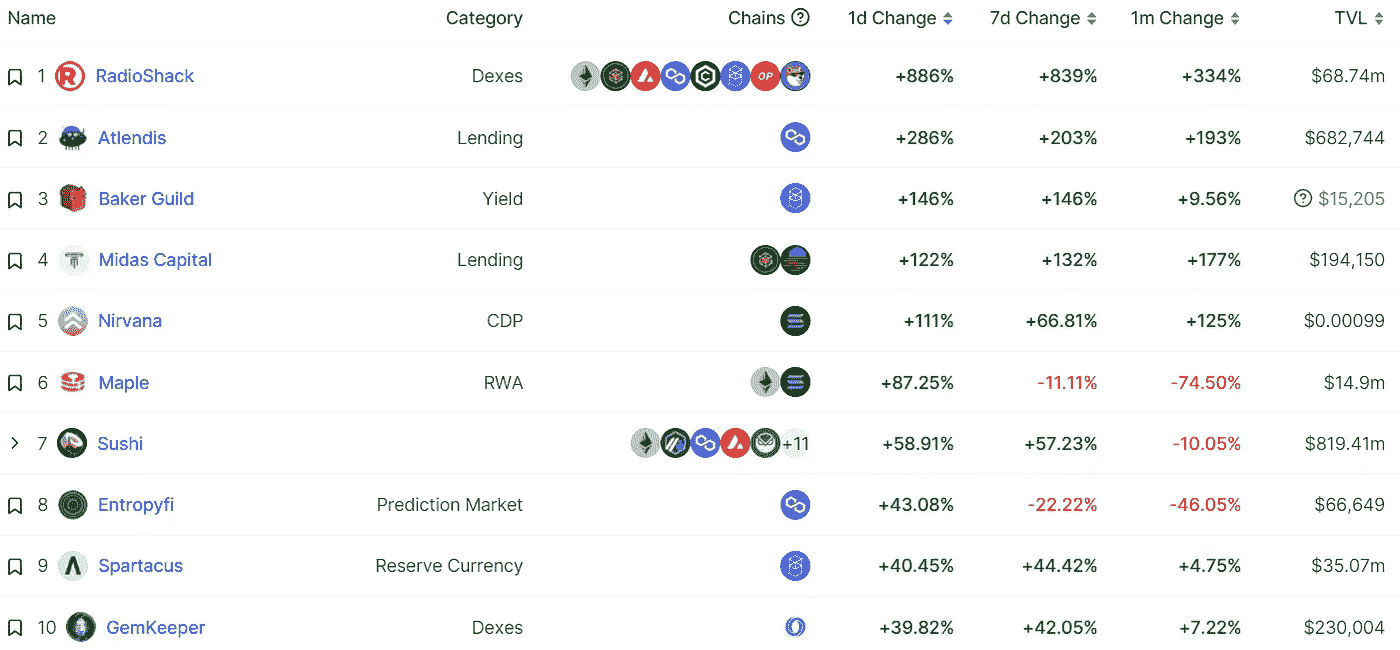 Name Category Chains ? 1d Change 7d Change 1m Change TVL
1 RadioShack Dexes OP +886% +839% +334% $68.74m
2 Atlendis Lending +286% +203% +193% $682,744
3 Baker Guild Yield +146% +146% +9.56% ? $15,205
4 Midas Capital Lending +122% +132% +177% $194,150
5 Nirvana CDP +111% +66.81% +125% $0.00099
6 Maple RWA +87.25% -11.11% -74.50% $14.9m
7 Sushi +11 +58.91% +57.23% -10.05% $819.41m
8 Entropyfi Prediction Market +43.08% -22.22% -46.05% $66,649
9 Spartacus Reserve Currency +40.45% +44.42% +4.75% $35.07m
10 GemKeeper Dexes +39.82% +42.05% +7.22% $230,004